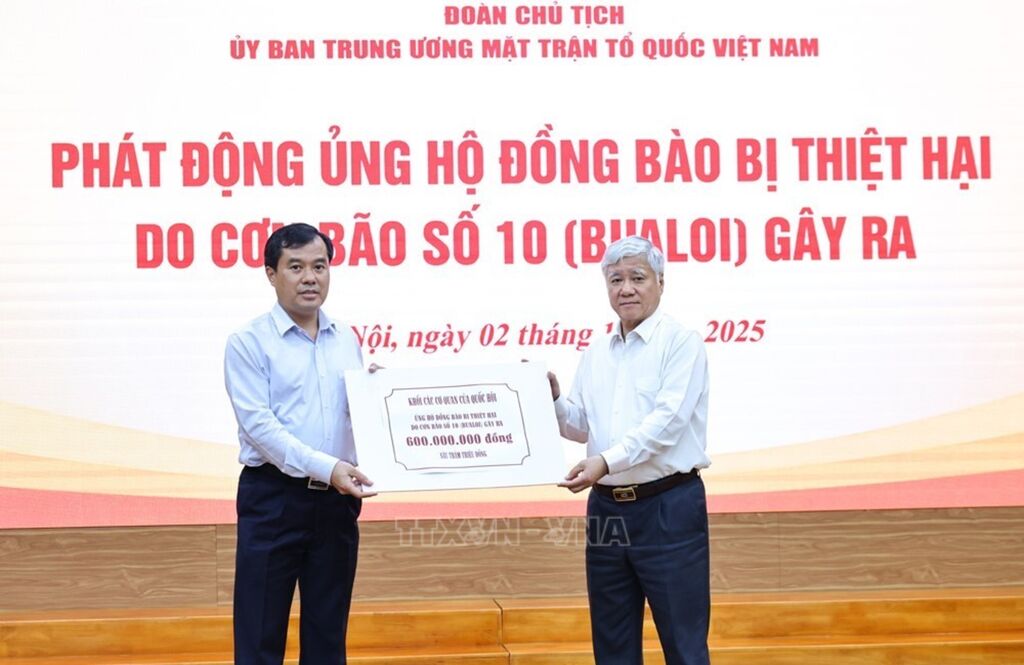 ĐOÀN CHỦ TỊCH
ỦY BAN TRUNG ƯƠNG MẶT TRẬN TỔ QUỐC VIỆT NAM
PHÁT ĐỘNG ỦNG HỘ ĐỒNG BÀO BỊ THIỆT HẠI
DO CƠN BÃO SỐ 10 (BUALOI) GÂY RA
Nội, ngày 02 tháng 2025
KHỐI CÁC CƠ QUAN CỦA QUỐC HỘI
ỦNG HỘ ĐỒNG BÀO BỊ THIỆT HẠI
DO CƠN BÃO SỐ 10 (BUALOI) GÂY RA
600.000.000 đồng
SÁU TRĂM TRIỆU ĐỒNG
TTXVN - VNA